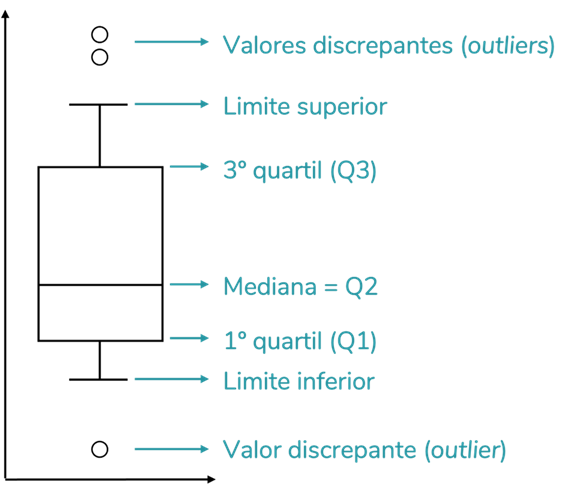 Valores discrepantes (outliers)
Limite superior
3º quartil (Q3)
Mediana = Q2
1º quartil (Q1)
Limite inferior
Valor discrepante (outlier)